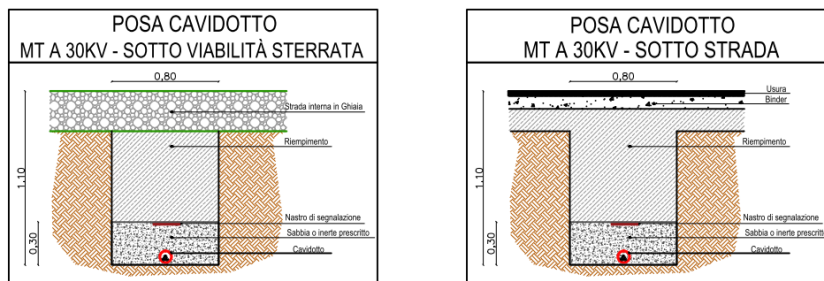 POSA CAVIDOTTO
MT A 30KV - SOTTO VIABILITÀ STERRATA
0,80
Strada interna in Ghiaia
Riempimento
1.10
Nastro di segnalazione
0,30
Sabbia o inerte prescritto
Cavidotto
POSA CAVIDOTTO
MT A 30KV - SOTTO STRADA
0,80
Usura
Binder
Riempimento
1.10
Nastro di segnalazione
0,30
Sabbia o inerte prescritto
Cavidotto